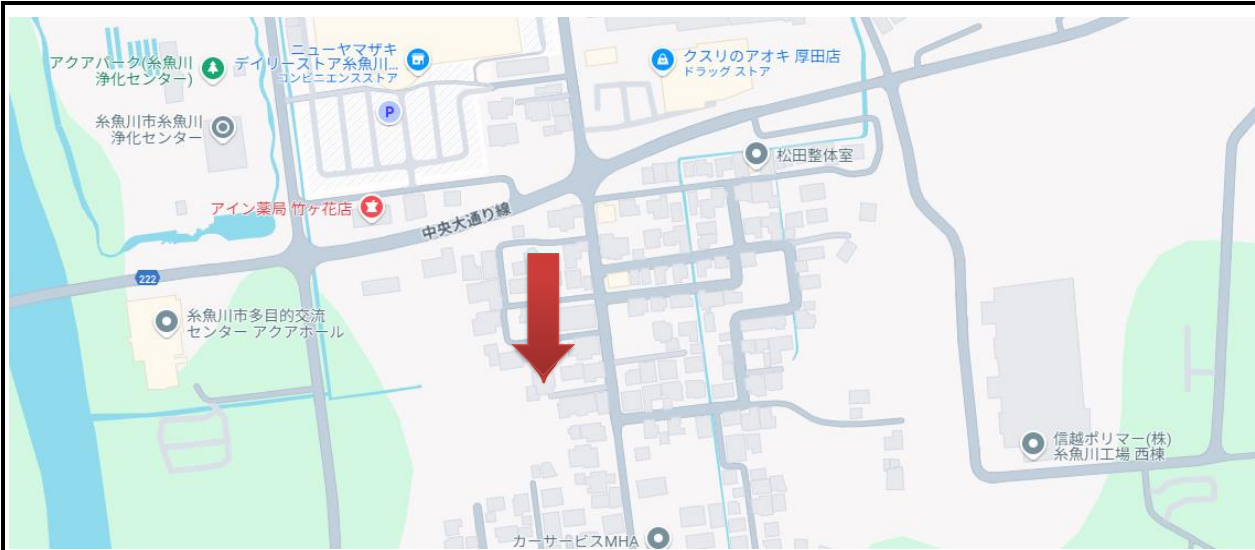 アクアパーク(糸魚川
浄化センター)
ニューヤマザキ
デイリーストア糸魚川...
コンビニエンスストア
クスリのアオキ 厚田店
ドラッグ ストア
P
糸魚川市糸魚川
浄化センター
松田整体室
アイン薬局 竹ヶ花店
中央大通り線
222
糸魚川市多目的交流
センター アクアホール
信越ポリマー(株)
糸魚川工場 西棟
カーサービスMHA